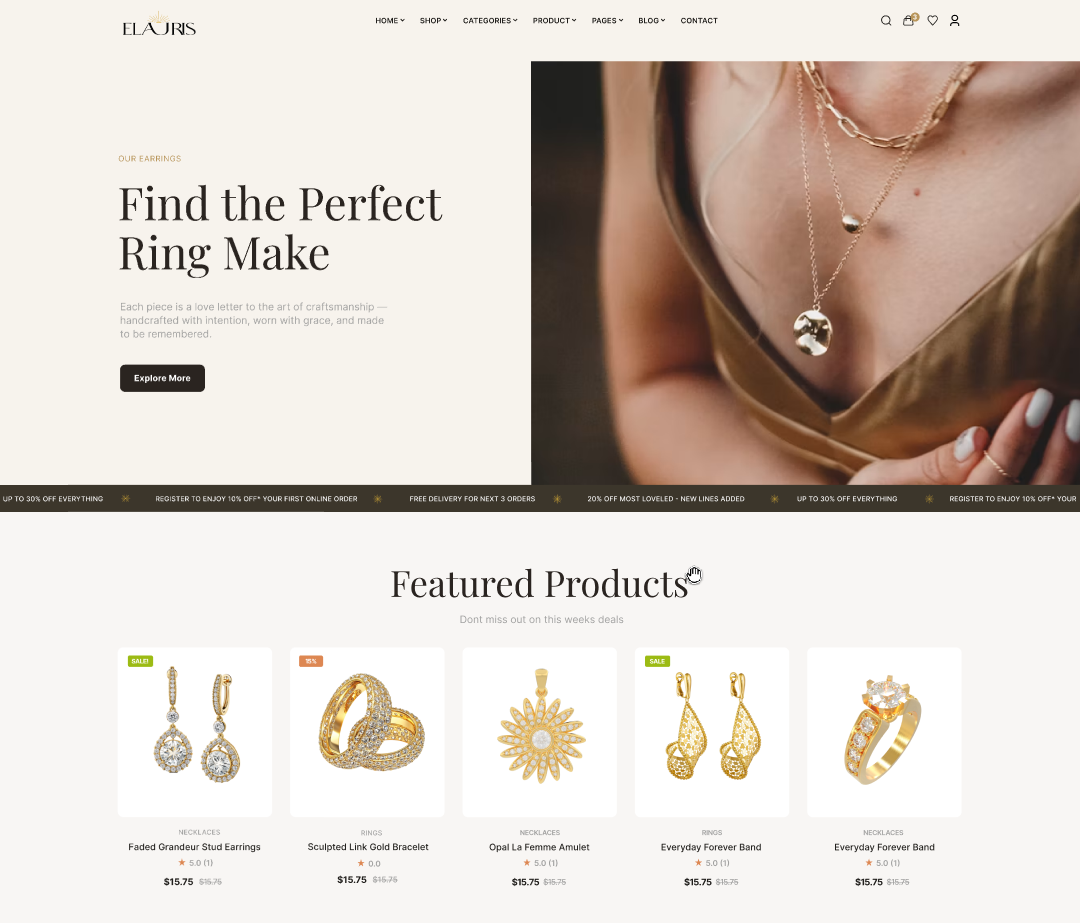 ELAURIS
HOME SHOP CATEGORIES PRODUCT PAGES BLOG CONTACT
3
OUR EARRINGS
Find the Perfect
Ring Make
Each piece is a love letter to the art of craftsmanship —
handcrafted with intention, worn with grace, and made
to be remembered.
Explore More
UP TO 30% OFF EVERYTHING REGISTER TO ENJOY 10% OFF* YOUR FIRST ONLINE ORDER FREE DELIVERY FOR NEXT 3 ORDERS 20% OFF MOST LOVELED - NEW LINES ADDED UP TO 30% OFF EVERYTHING REGISTER TO ENJOY 10% OFF* YOUR
Featured Products
Dont miss out on this weeks deals
SALE! 15% SALE
NECKLACES RINGS NECKLACES RINGS NECKLACES
Faded Grandeur Stud Earrings Sculpted Link Gold Bracelet Opal La Femme Amulet Everyday Forever Band Everyday Forever Band
5.0 (1) 0.0 5.0 (1) 5.0 (1) 5.0 (1)
$15.75 $15.75 $15.75 $15.75 $15.75 $15.75 $15.75 $15.75 $15.75 $15.75